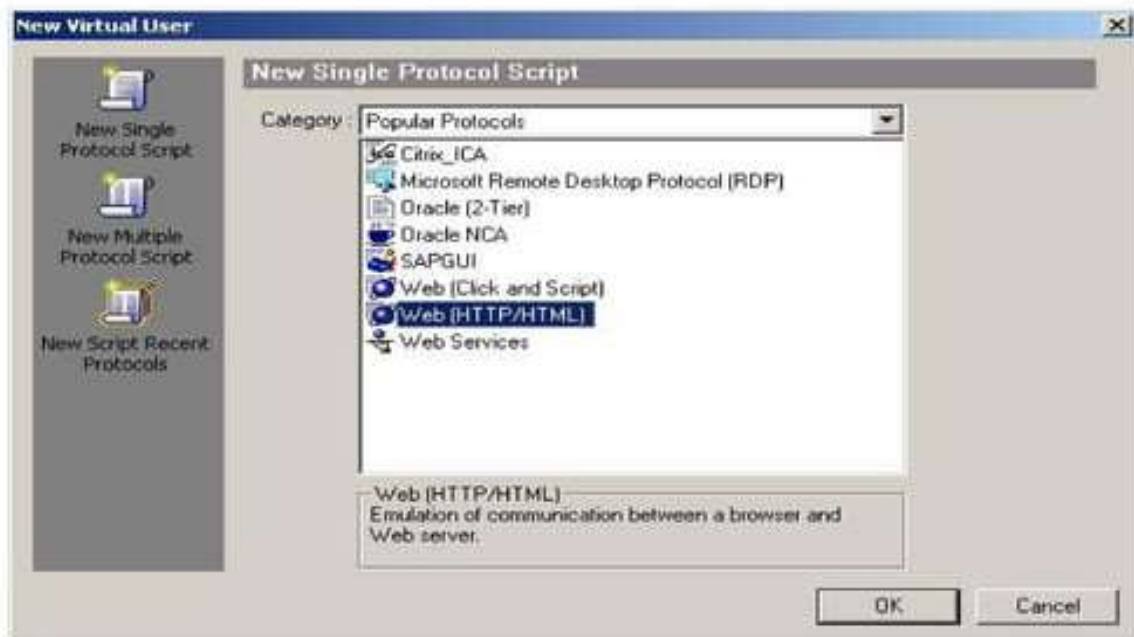 New Virtual User
New Single
Protocol Script
New Multiple
Protocol Script
New Script Recent
Protocols
New Single Protocol Script
Category : Popular Protocols
Citrix_ICA
Microsoft Remote Desktop Protocol (RDP)
Oracle (2-Tier)
Oracle NCA
SAPGUI
Web (Click and Script)
Web (HTTP/HTML)
Web Services
Web (HTTP/HTML)
Emulation of communication between a browser and
Web server.
OK
Cancel